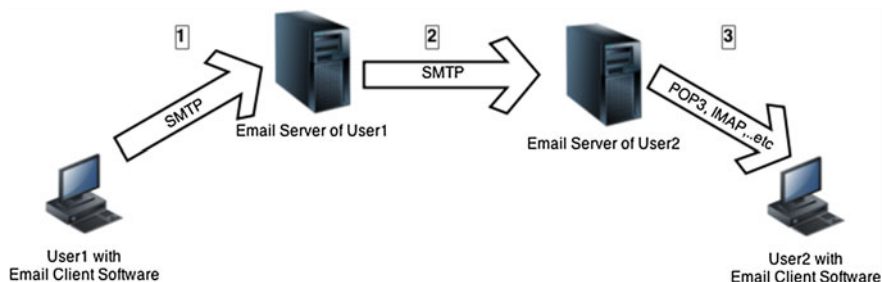 1
2
3
SMTP
SMTP
POP3, IMAP,..etc
Email Server of User1
Email Server of User2
User1 with
Email Client Software
User2 with
Email Client Software